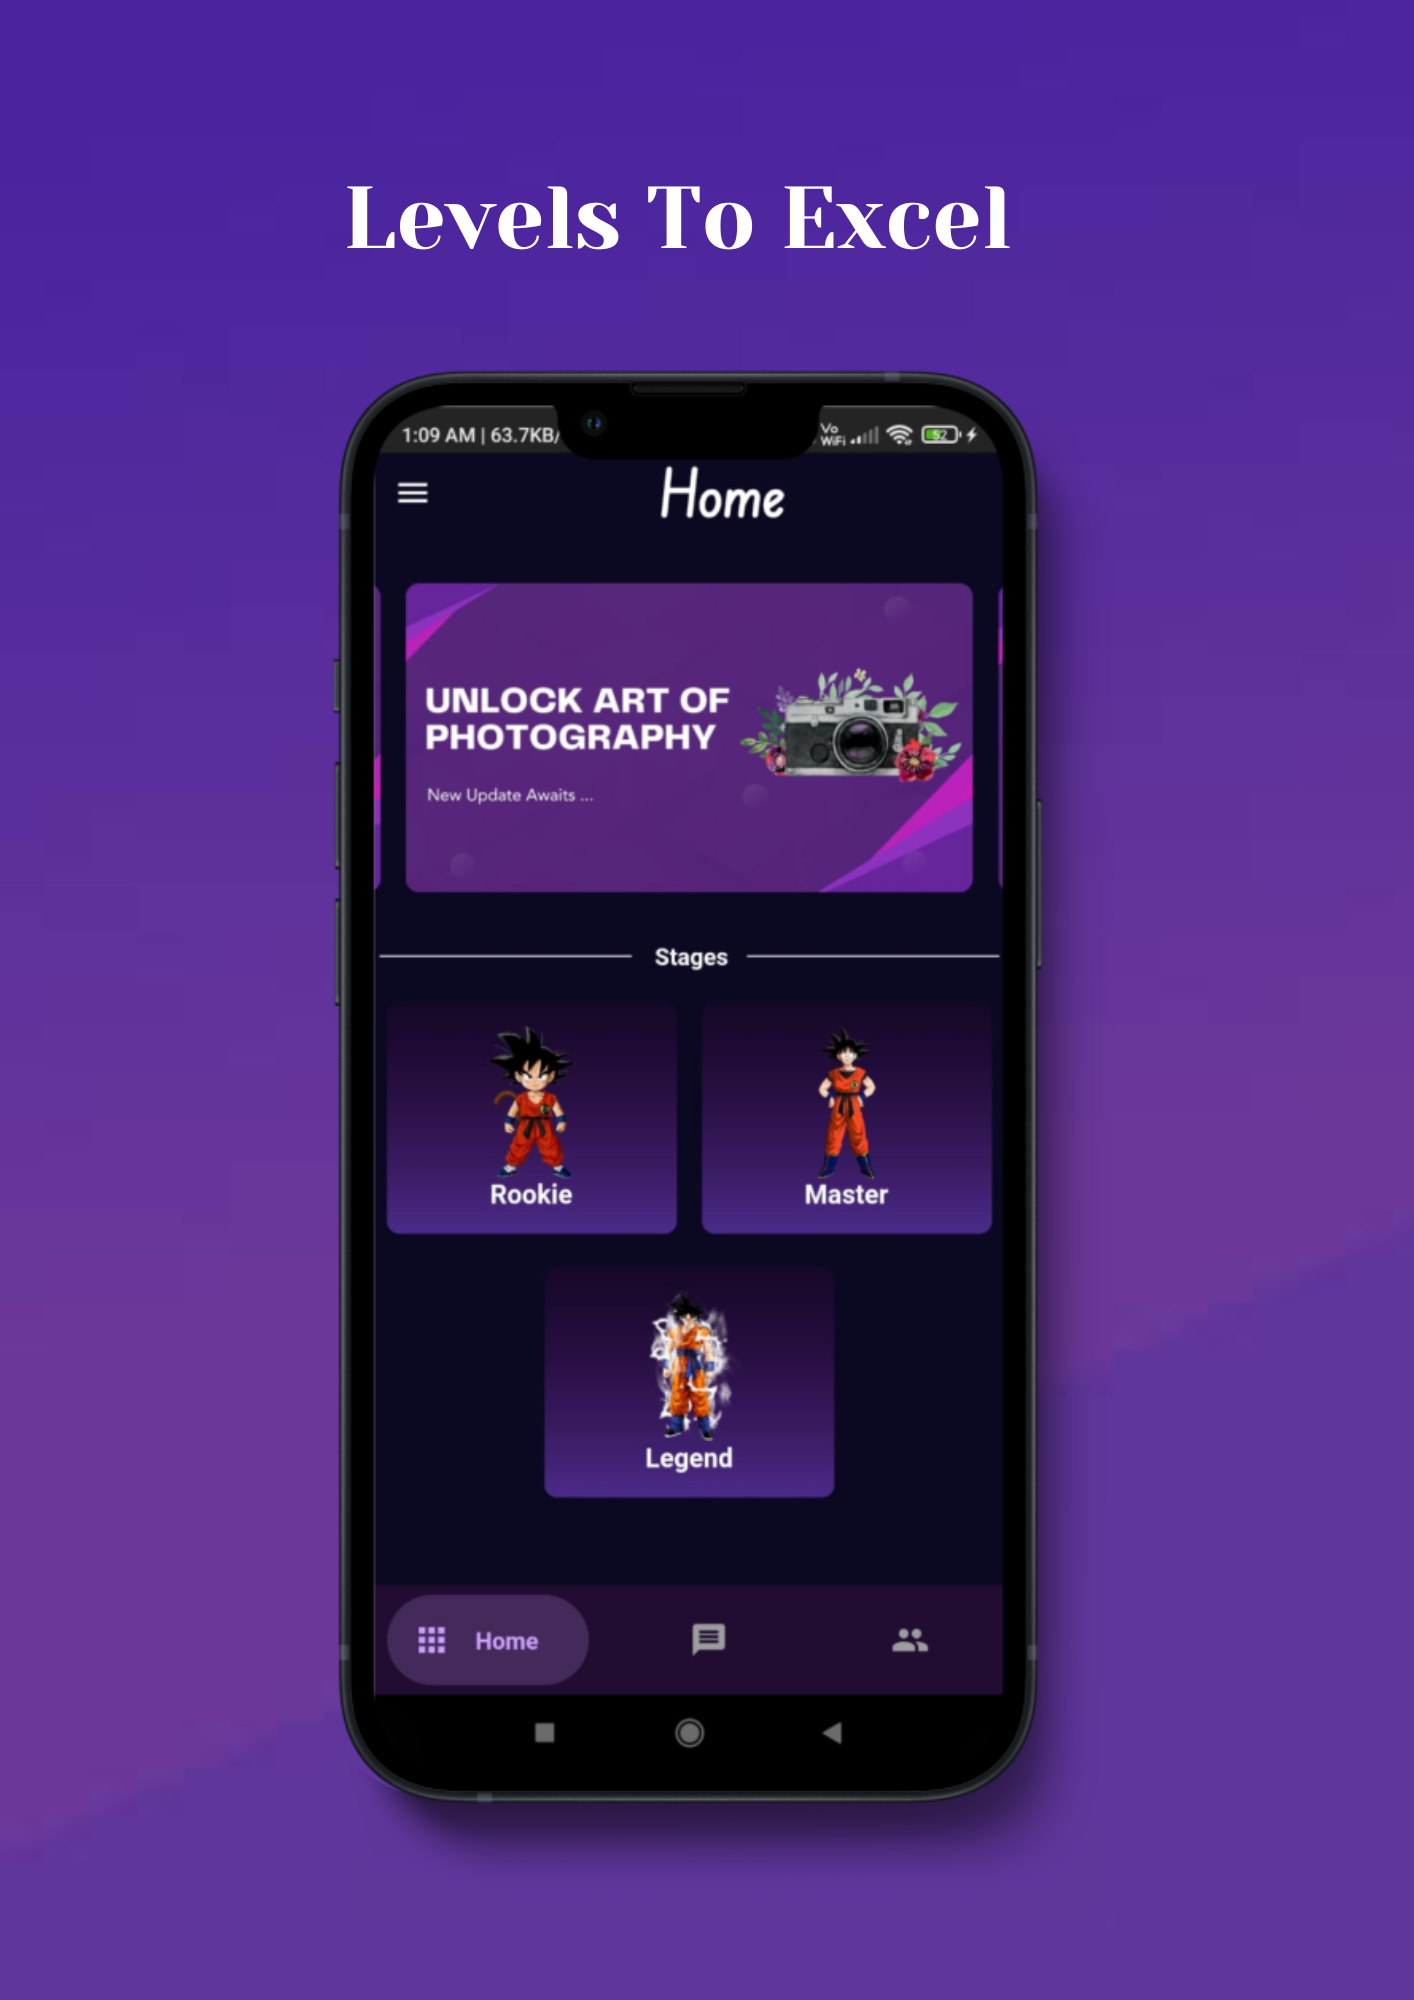 Levels To Excel
1:09 AM | 63.7KB/
Vo
WiFi
52
Home
UNLOCK ART OF
PHOTOGRAPHY
New Update Awaits ...
Stages
Rookie
Master
Legend
Home